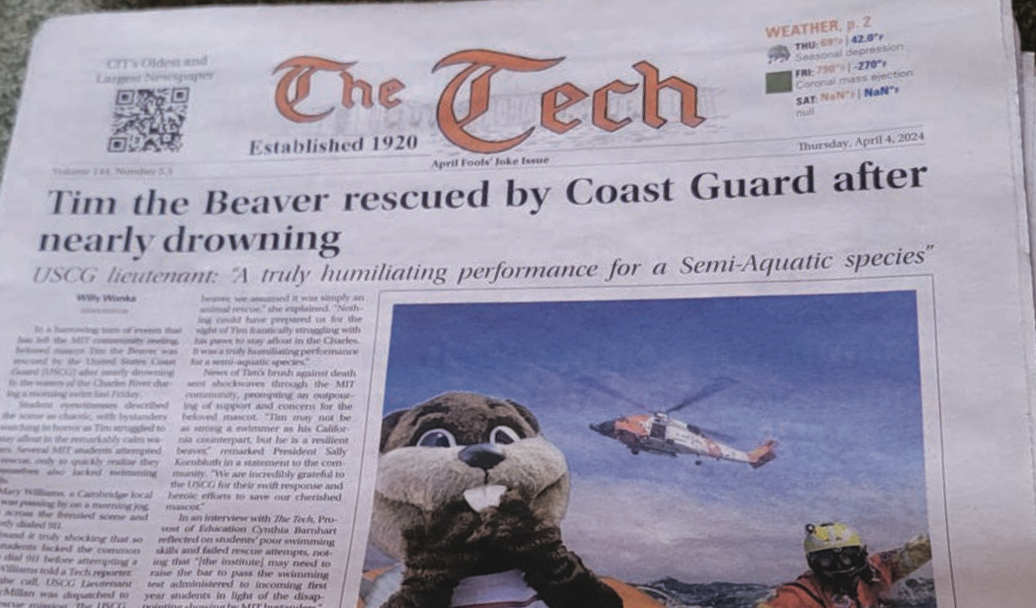 CIT's Oldest and
Largest Newspaper
The Tech
Established 1920
April Fools' Joke Issue
WEATHER, p. 2
THU: 69°F | 42.0°F
Seasonal depression
FRI: 790°F | -270°F
Coronal mass ejection
SAT: NaN°F | NaN°F
null
Thursday, April 4, 2024
Tim the Beaver rescued by Coast Guard after
nearly drowning
USCG lieutenant: "A truly humiliating performance for a Semi-Aquatic species"
Willy Wonka
In a harrowing turn of events that
has left the MIT community reeling,
beloved mascot Tim the Beaver was
rescued by the United States Coast
Guard (USCG) after nearly drowning
in the waters of the Charles River dur-
ing a morning swim last Friday.
Student eyewitnesses described
the scene as chaotic, with bystanders
watching in horror as Tim struggled to
stay afloat in the remarkably calm wa-
Several MIT students attempted
rescue, only to quickly realize they
also lacked swimming
Mary Williams, a Cambridge local
was passing by on a morning jog,
across the frenzied scene and
dialed 911.
found it truly shocking that so
students lacked the common
dial 911 before attempting a
Williams told a Tech reporter.
the call, USCG Lieutenant
McMillan was dispatched to
rescue mission. The USCG
beaver, we assumed it was simply an
animal rescue," she explained. "Noth-
ing could have prepared us for the
sight of Tim frantically struggling with
his paws to stay afloat in the Charles.
It was a truly humiliating performance
for a semi-aquatic species."
News of Tim's brush against death
sent shockwaves through the MIT
community, prompting an outpour-
ing of support and concern for the
beloved mascot. "Tim may not be
as strong a swimmer as his Califor-
nia counterpart, but he is a resilient
beaver," remarked President Sally
Kornbluth in a statement to the com-
munity. "We are incredibly grateful to
the USCG for their swift response and
heroic efforts to save our cherished
mascot."
In an interview with The Tech, Pro-
vost of Education Cynthia Barnhart
reflected on students' poor swimming
skills and failed rescue attempts, not-
ing that "[the institute] may need to
raise the bar to pass the swimming
test administered to incoming first
year students in light of the disap-
pointing showing by MIT bystanders."